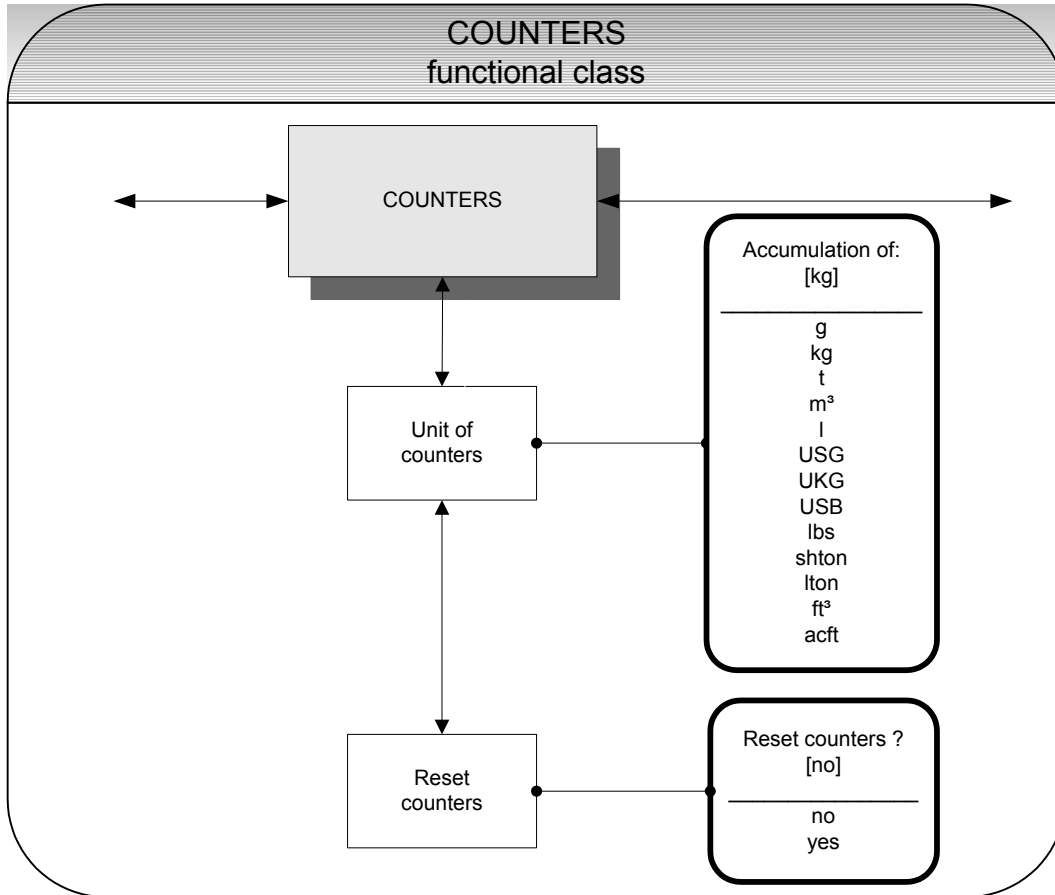 COUNTERS
functional class
COUNTERS
Accumulation of:
[kg]
g
kg
t
m³
l
USG
UKG
USB
lbs
shton
lton
ft³
acft
Unit of
counters
Reset counters ?
[no]
no
yes
Reset
counters